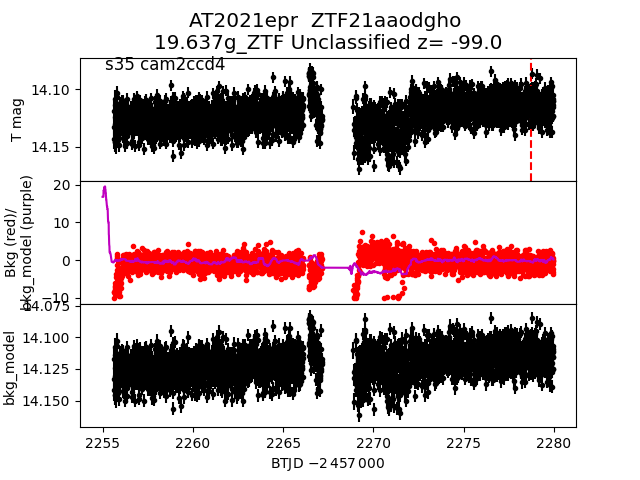 AT2021epr  ZTF21aaodgho
19.637g_ZTF Unclassified z= -99.0
s35 cam2ccd4
14.10
14.15
T mag
20
10
0
−10
Bkg (red)/
bkg_model (purple)
14.075
14.100
14.125
14.150
bkg_model
2255
2260
2265
2270
2275
2280
BTJD −2 457 000